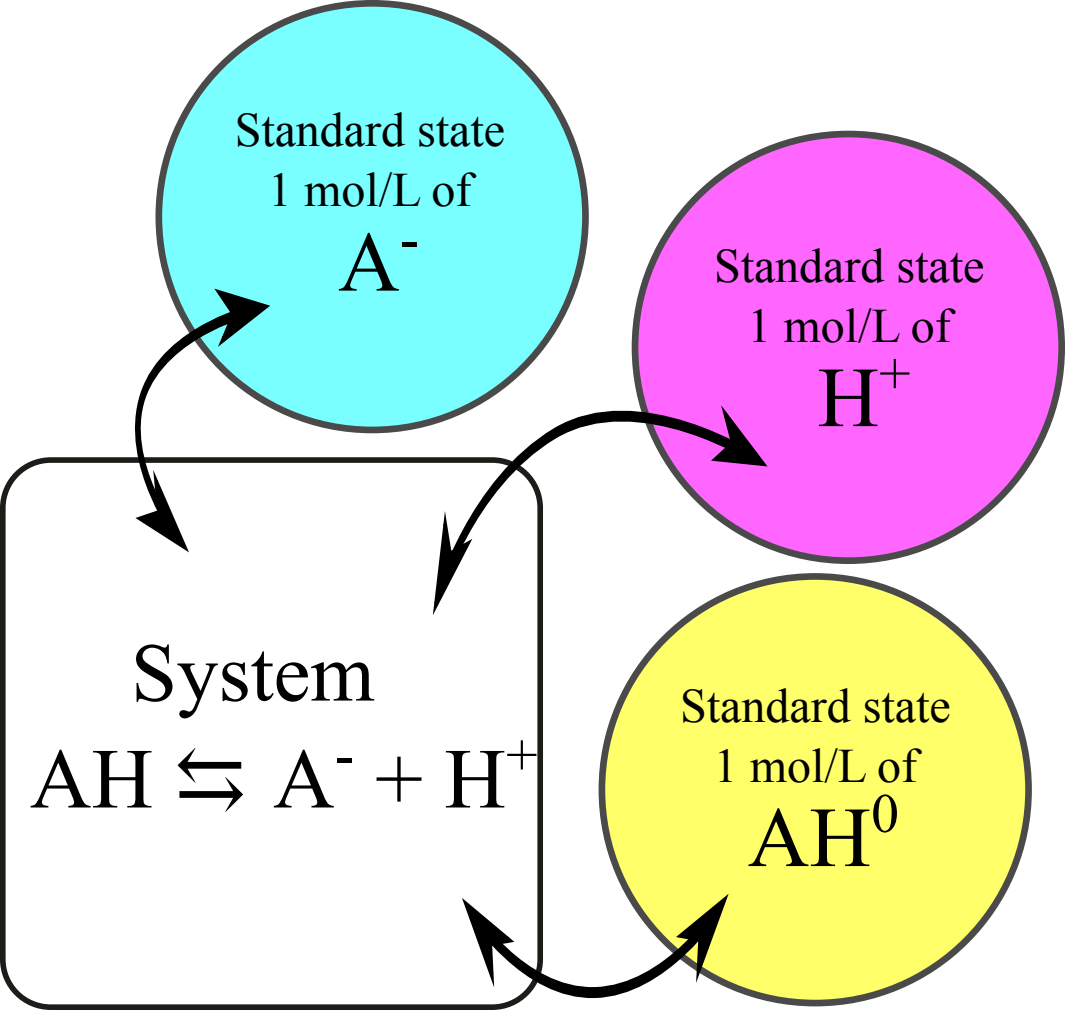 Standard state
1 mol/L of
A⁻
Standard state
1 mol/L of
H⁺
System
AH ⇆ A⁻ + H⁺
Standard state
1 mol/L of
AH⁰